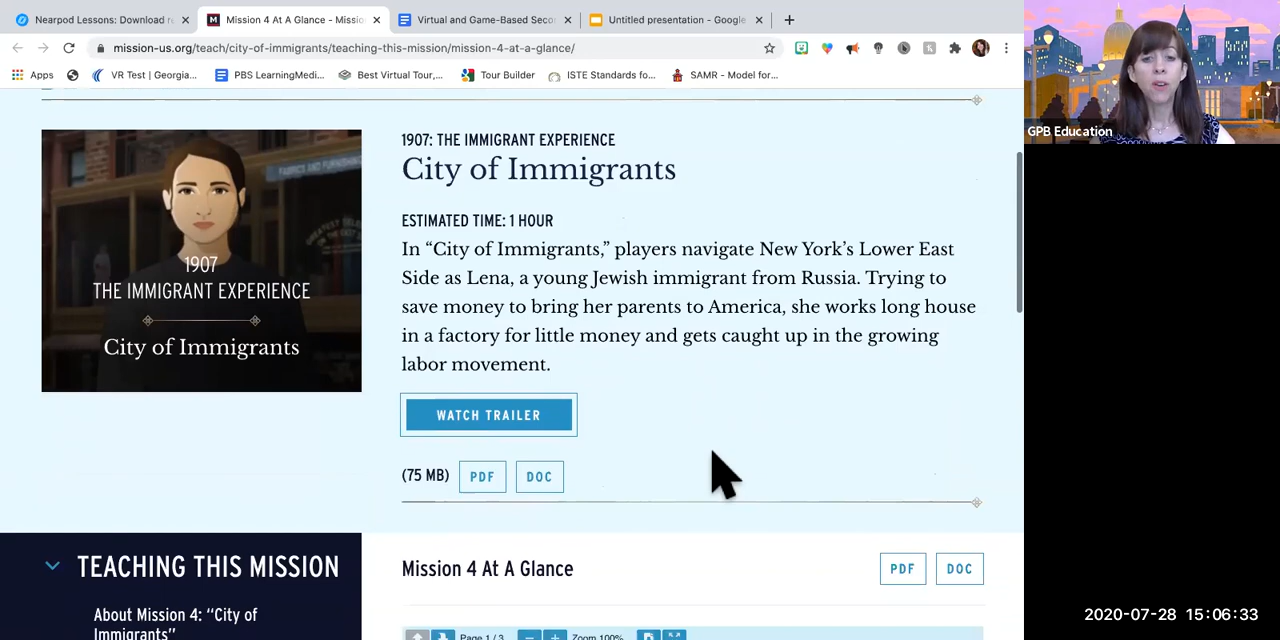 Nearpod Lessons: Download r
Mission 4 At A Glance - Missio
Virtual and Game-Based Seco
Untitled presentation - Google
mission-us.org/teach/city-of-immigrants/teaching-this-mission/mission-4-at-a-glance/
Apps
VR Test | Georgia...
PBS LearningMedi...
Best Virtual Tour,...
Tour Builder
ISTE Standards fo...
SAMR - Model for...
GPB Education
1907
THE IMMIGRANT EXPERIENCE
City of Immigrants
1907: THE IMMIGRANT EXPERIENCE
City of Immigrants
ESTIMATED TIME: 1 HOUR
In “City of Immigrants,” players navigate New York’s Lower East
Side as Lena, a young Jewish immigrant from Russia. Trying to
save money to bring her parents to America, she works long house
in a factory for little money and gets caught up in the growing
labor movement.
WATCH TRAILER
(75 MB) PDF DOC
TEACHING THIS MISSION
About Mission 4: “City of
Immigrants”
Mission 4 At A Glance
PDF DOC
Page 1 / 3
Zoom 100%
2020-07-28 15:06:33